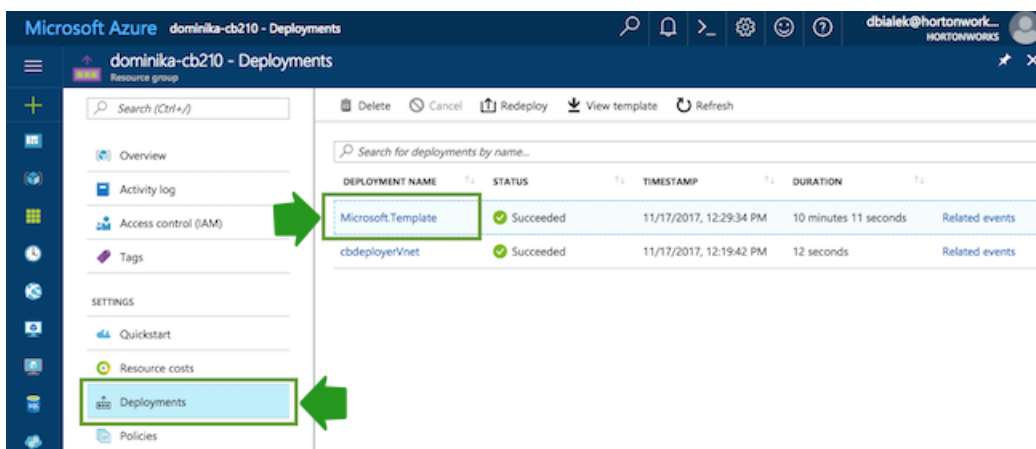 Microsoft Azure dominika-cb210 - Deployments
dbialek@hortonwork...
HORTONWORKS
dominika-cb210 - Deployments
Resource group
Search (Ctrl+/)
Overview
Activity log
Access control (IAM)
Tags
SETTINGS
Quickstart
Resource costs
Deployments
Policies
Delete Cancel Redeploy View template Refresh
Search for deployments by name...
DEPLOYMENT NAME STATUS TIMESTAMP DURATION
Microsoft.Template Succeeded 11/17/2017, 12:29:34 PM 10 minutes 11 seconds Related events
cbdeployerVnet Succeeded 11/17/2017, 12:19:42 PM 12 seconds Related events